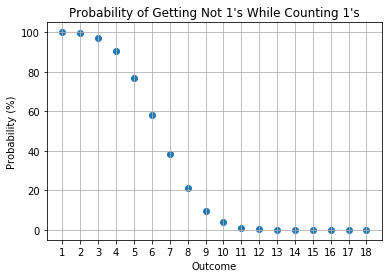 Probability of Getting Not 1's While Counting 1's
100
80
60
40
20
0
Probability (%)
1 2 3 4 5 6 7 8 9 10 11 12 13 14 15 16 17 18
Outcome